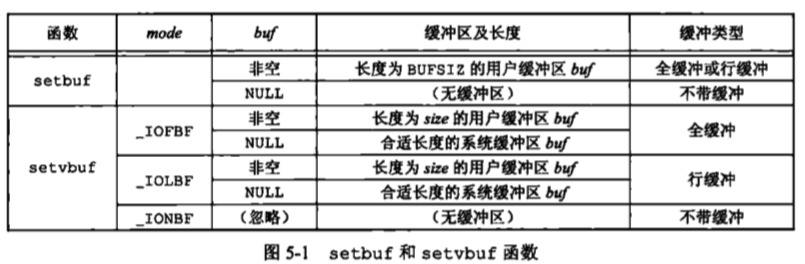 函数 mode buf 缓冲区及长度 缓冲类型
setbuf 非空 长度为 BUFSIZ 的用户缓冲区 buf 全缓冲或行缓冲
NULL （无缓冲区） 不带缓冲
setvbuf _IOFBF 非空 长度为 size 的用户缓冲区 buf 全缓冲
NULL 合适长度的系统缓冲区 buf
_IOLBF 非空 长度为 size 的用户缓冲区 buf 行缓冲
NULL 合适长度的系统缓冲区 buf
_IONBF （忽略） （无缓冲区） 不带缓冲
图 5-1 setbuf 和 setvbuf 函数